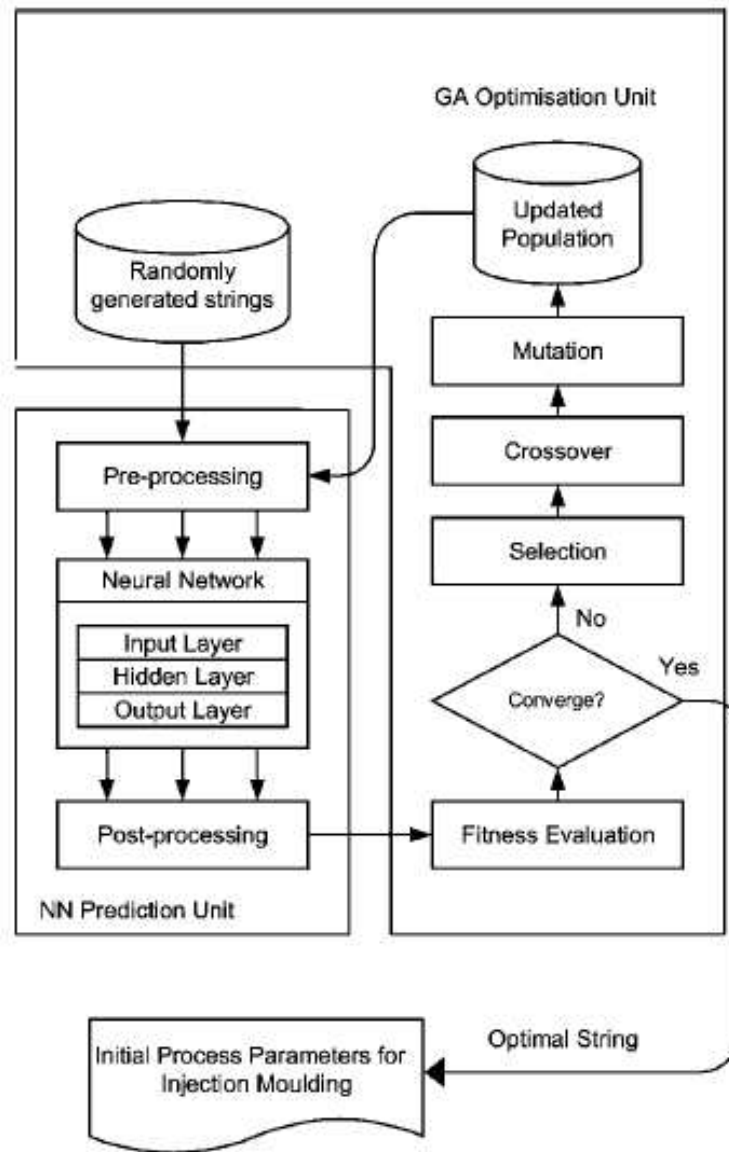 GA Optimisation Unit
Updated
Population
Randomly
generated strings
Mutation
Crossover
Pre-processing
Selection
Neural Network
No
Input Layer
Yes
Hidden Layer
Converge?
Output Layer
Post-processing
Fitness Evaluation
NN Prediction Unit
Optimal String
Initial Process Parameters for
Injection Moulding